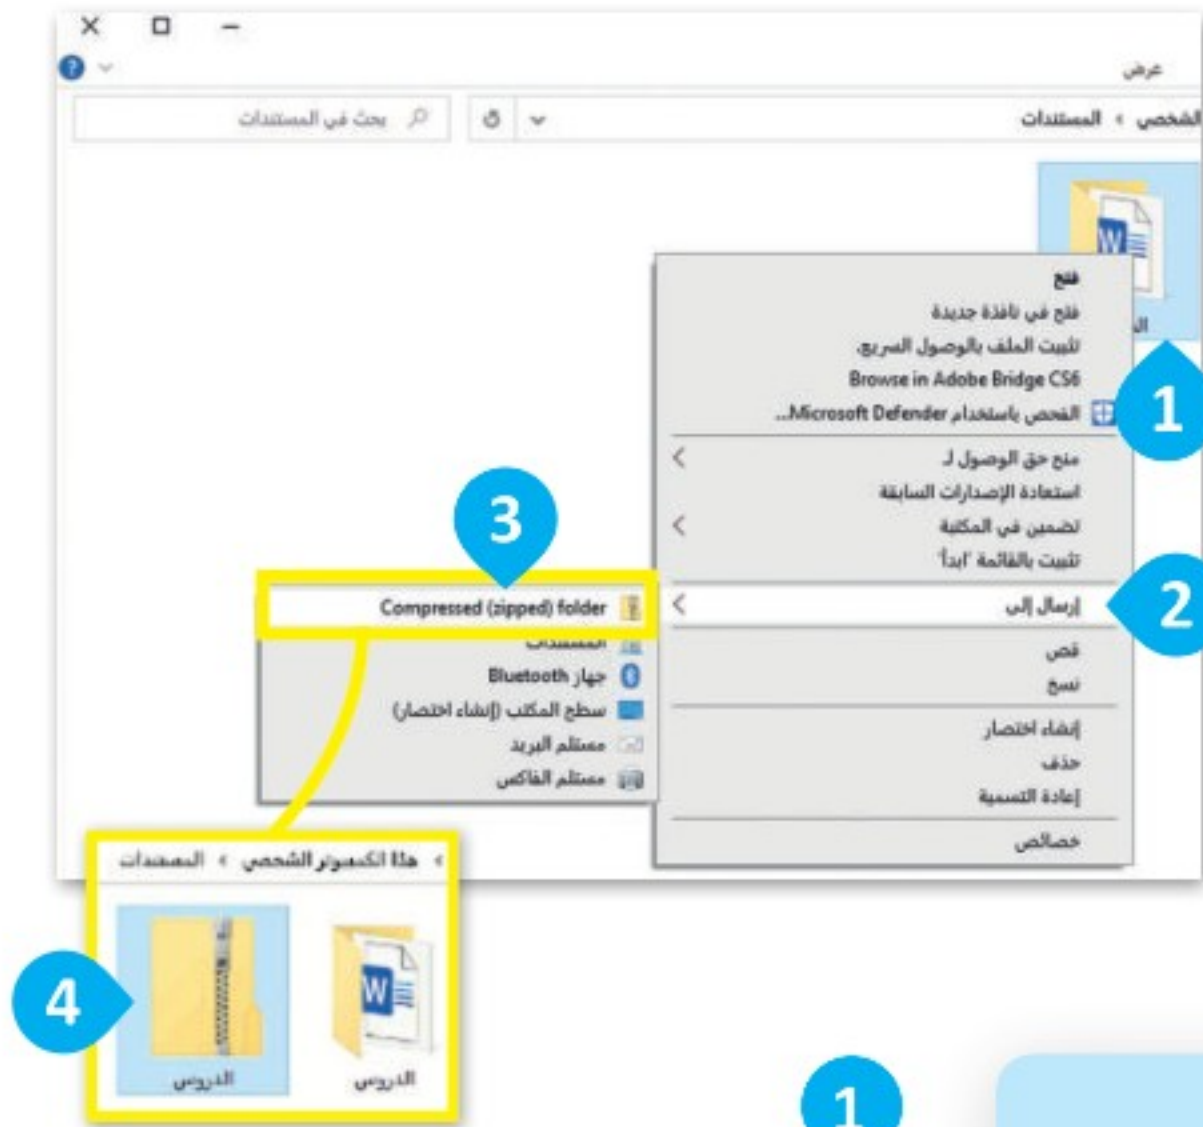 عرض
الشخصي › المستندات
بحث في المستندات
فتح
فتح في نافذة جديدة
تثبيت الملف بالوصول السريع.
Browse in Adobe Bridge CS6
الفحص باستخدام Microsoft Defender...
منح حق الوصول لـ
استعادة الإصدارات السابقة
تضمين في المكتبة
تثبيت بالقائمة 'ابدأ'
إرسال إلى
قص
نسخ
إنشاء اختصار
حذف
إعادة التسمية
خصائص
1
2
3
Compressed (zipped) folder
المستندات
جهاز Bluetooth
سطح المكتب (إنشاء اختصار)
مستلم البريد
مستلم الفاكس
هذا الكمبيوتر الشخصي › المستندات
الدروس
الدروس
4
1